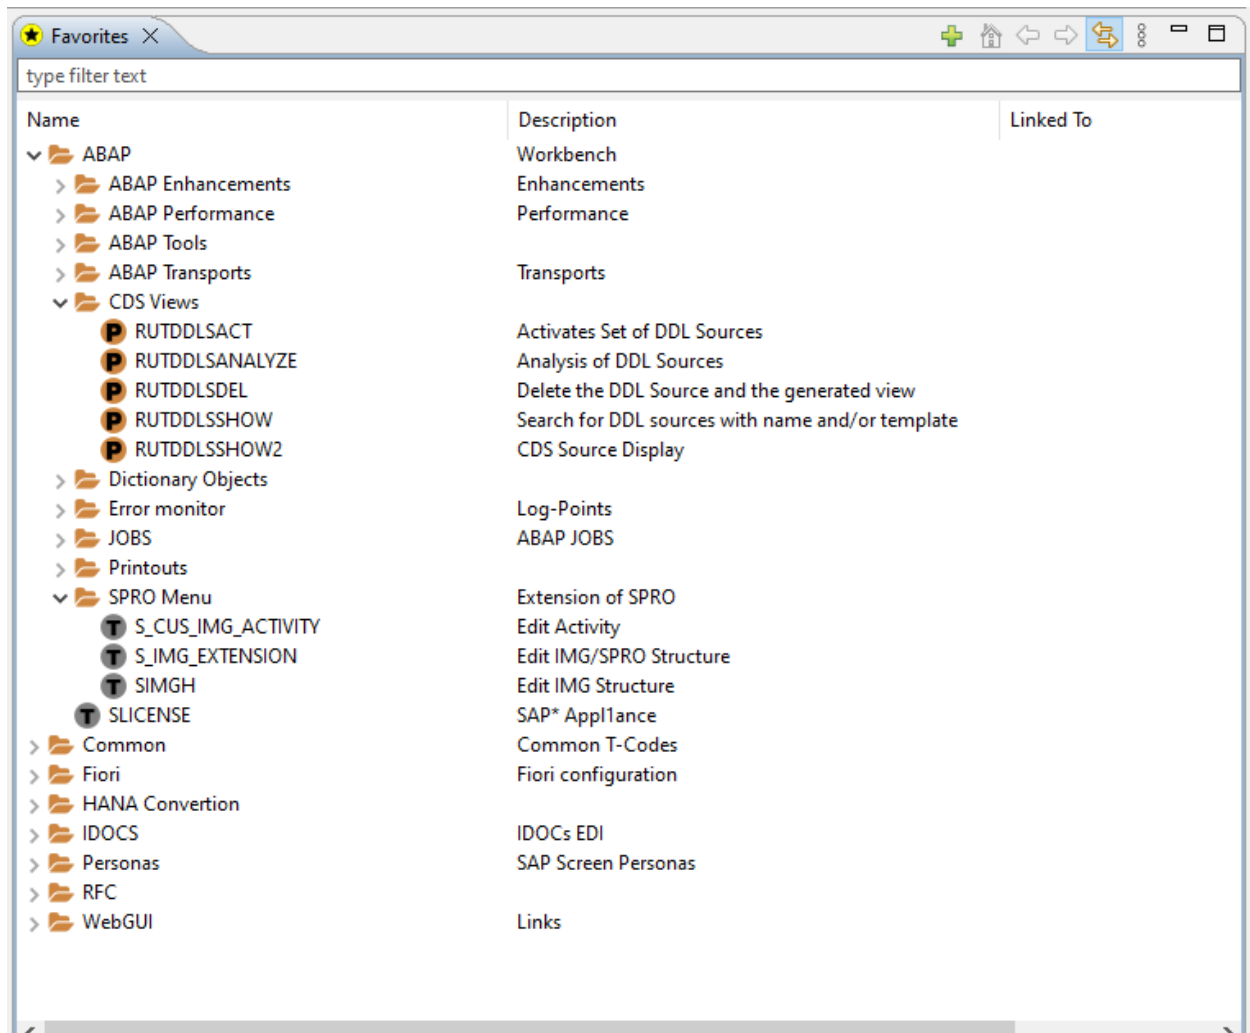 Favorites
type filter text
Name Description Linked To
ABAP Workbench
ABAP Enhancements Enhancements
ABAP Performance Performance
ABAP Tools
ABAP Transports Transports
CDS Views
P RUTDDLSACT Activates Set of DDL Sources
P RUTDDLSANALYZE Analysis of DDL Sources
P RUTDDLSDEL Delete the DDL Source and the generated view
P RUTDDLSSHOW Search for DDL sources with name and/or template
P RUTDDLSSHOW2 CDS Source Display
Dictionary Objects
Error monitor Log-Points
JOBS ABAP JOBS
Printouts
SPRO Menu Extension of SPRO
T S_CUS_IMG_ACTIVITY Edit Activity
T S_IMG_EXTENSION Edit IMG/SPRO Structure
T SIMGH Edit IMG Structure
T SLICENSE SAP* Appl1ance
Common Common T-Codes
Fiori Fiori configuration
HANA Convertion
IDOCS IDOCs EDI
Personas SAP Screen Personas
RFC
WebGUI Links